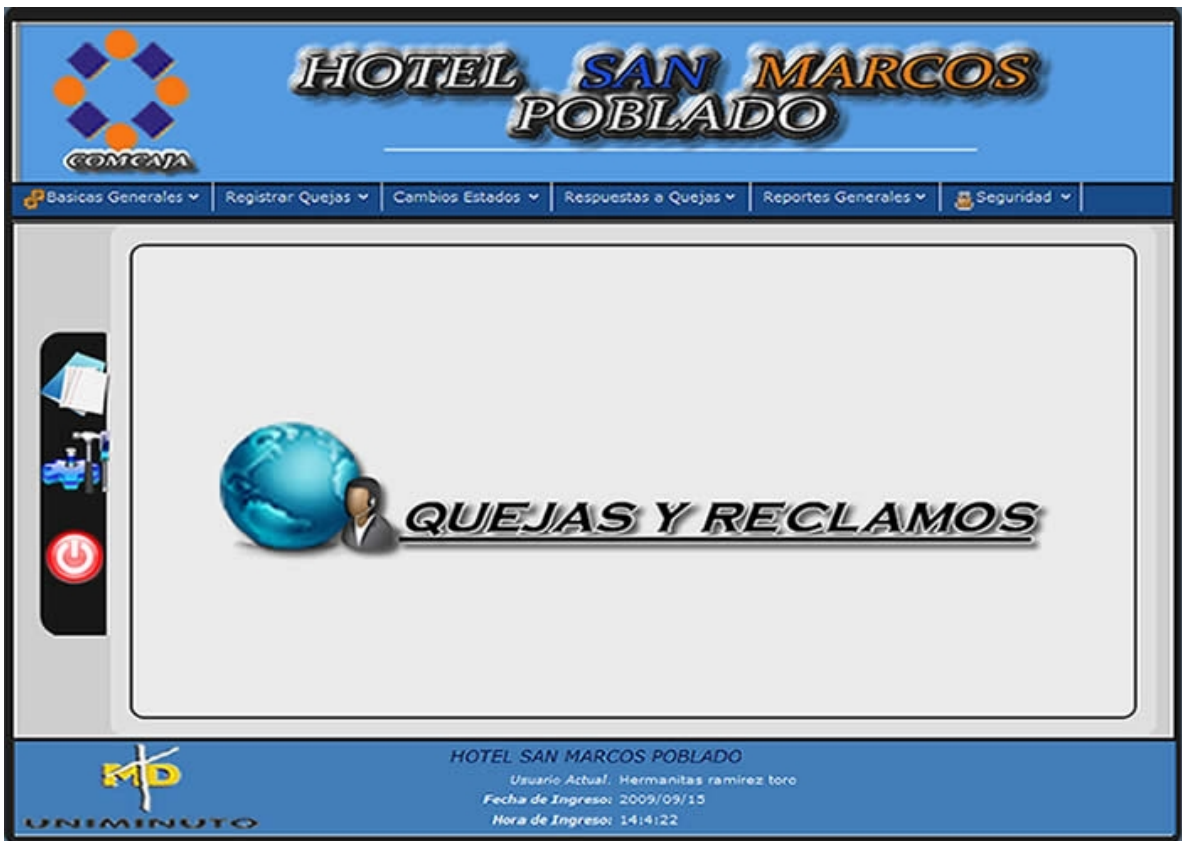 HOTEL SAN MARCOS
POBLADO
COMCAJA
Basicas Generales
Registrar Quejas
Cambios Estados
Respuestas a Quejas
Reportes Generales
Seguridad
QUEJAS Y RECLAMOS
MD
UNIMINUTO
HOTEL SAN MARCOS POBLADO
Usuario Actual: Hermanitas ramirez toro
Fecha de Ingreso: 2009/09/15
Hora de Ingreso: 14:4:22